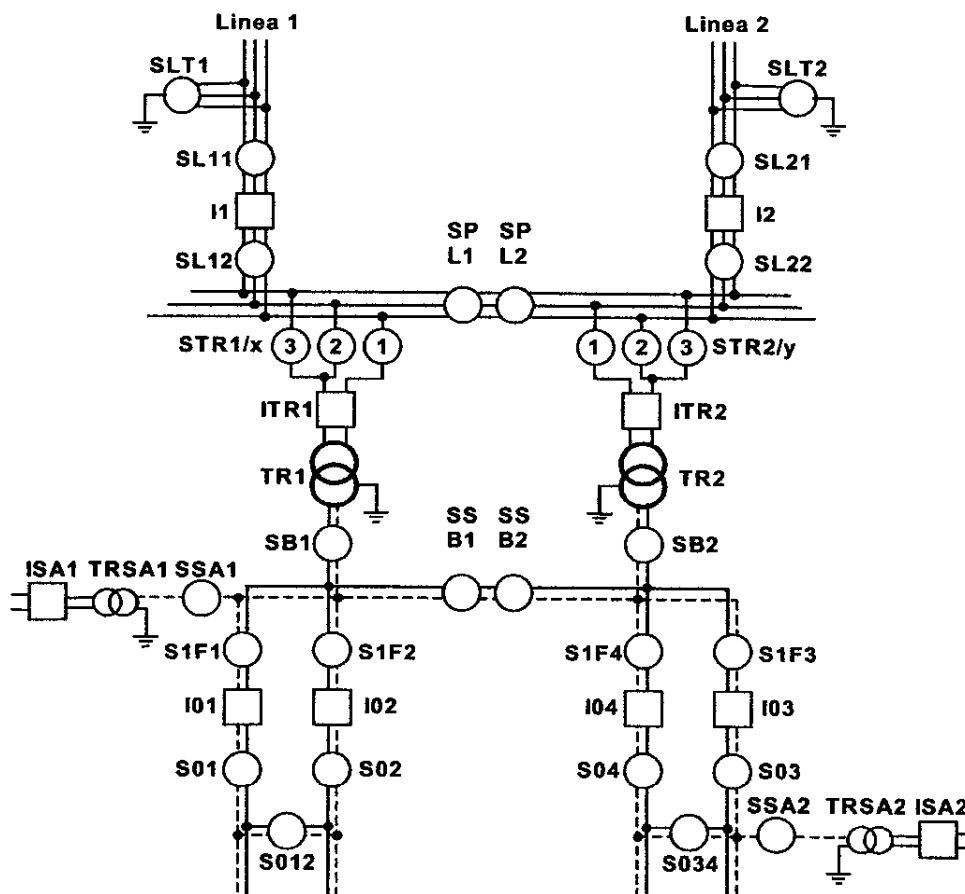 Linea 1
Linea 2
SLT1
SLT2
SL11
SL21
I1
I2
SP SP
L1 L2
SL12
SL22
STR1/x
3
2
1
1
2
3
STR2/y
ITR1
ITR2
TR1
TR2
SS SS
B1 B2
SB1
SB2
ISA1 TRSA1 SSA1
S1F1
S1F2
S1F4
S1F3
I01
I02
I04
I03
S01
S02
S04
S03
SSA2 TRSA2 ISA2
S012
S034